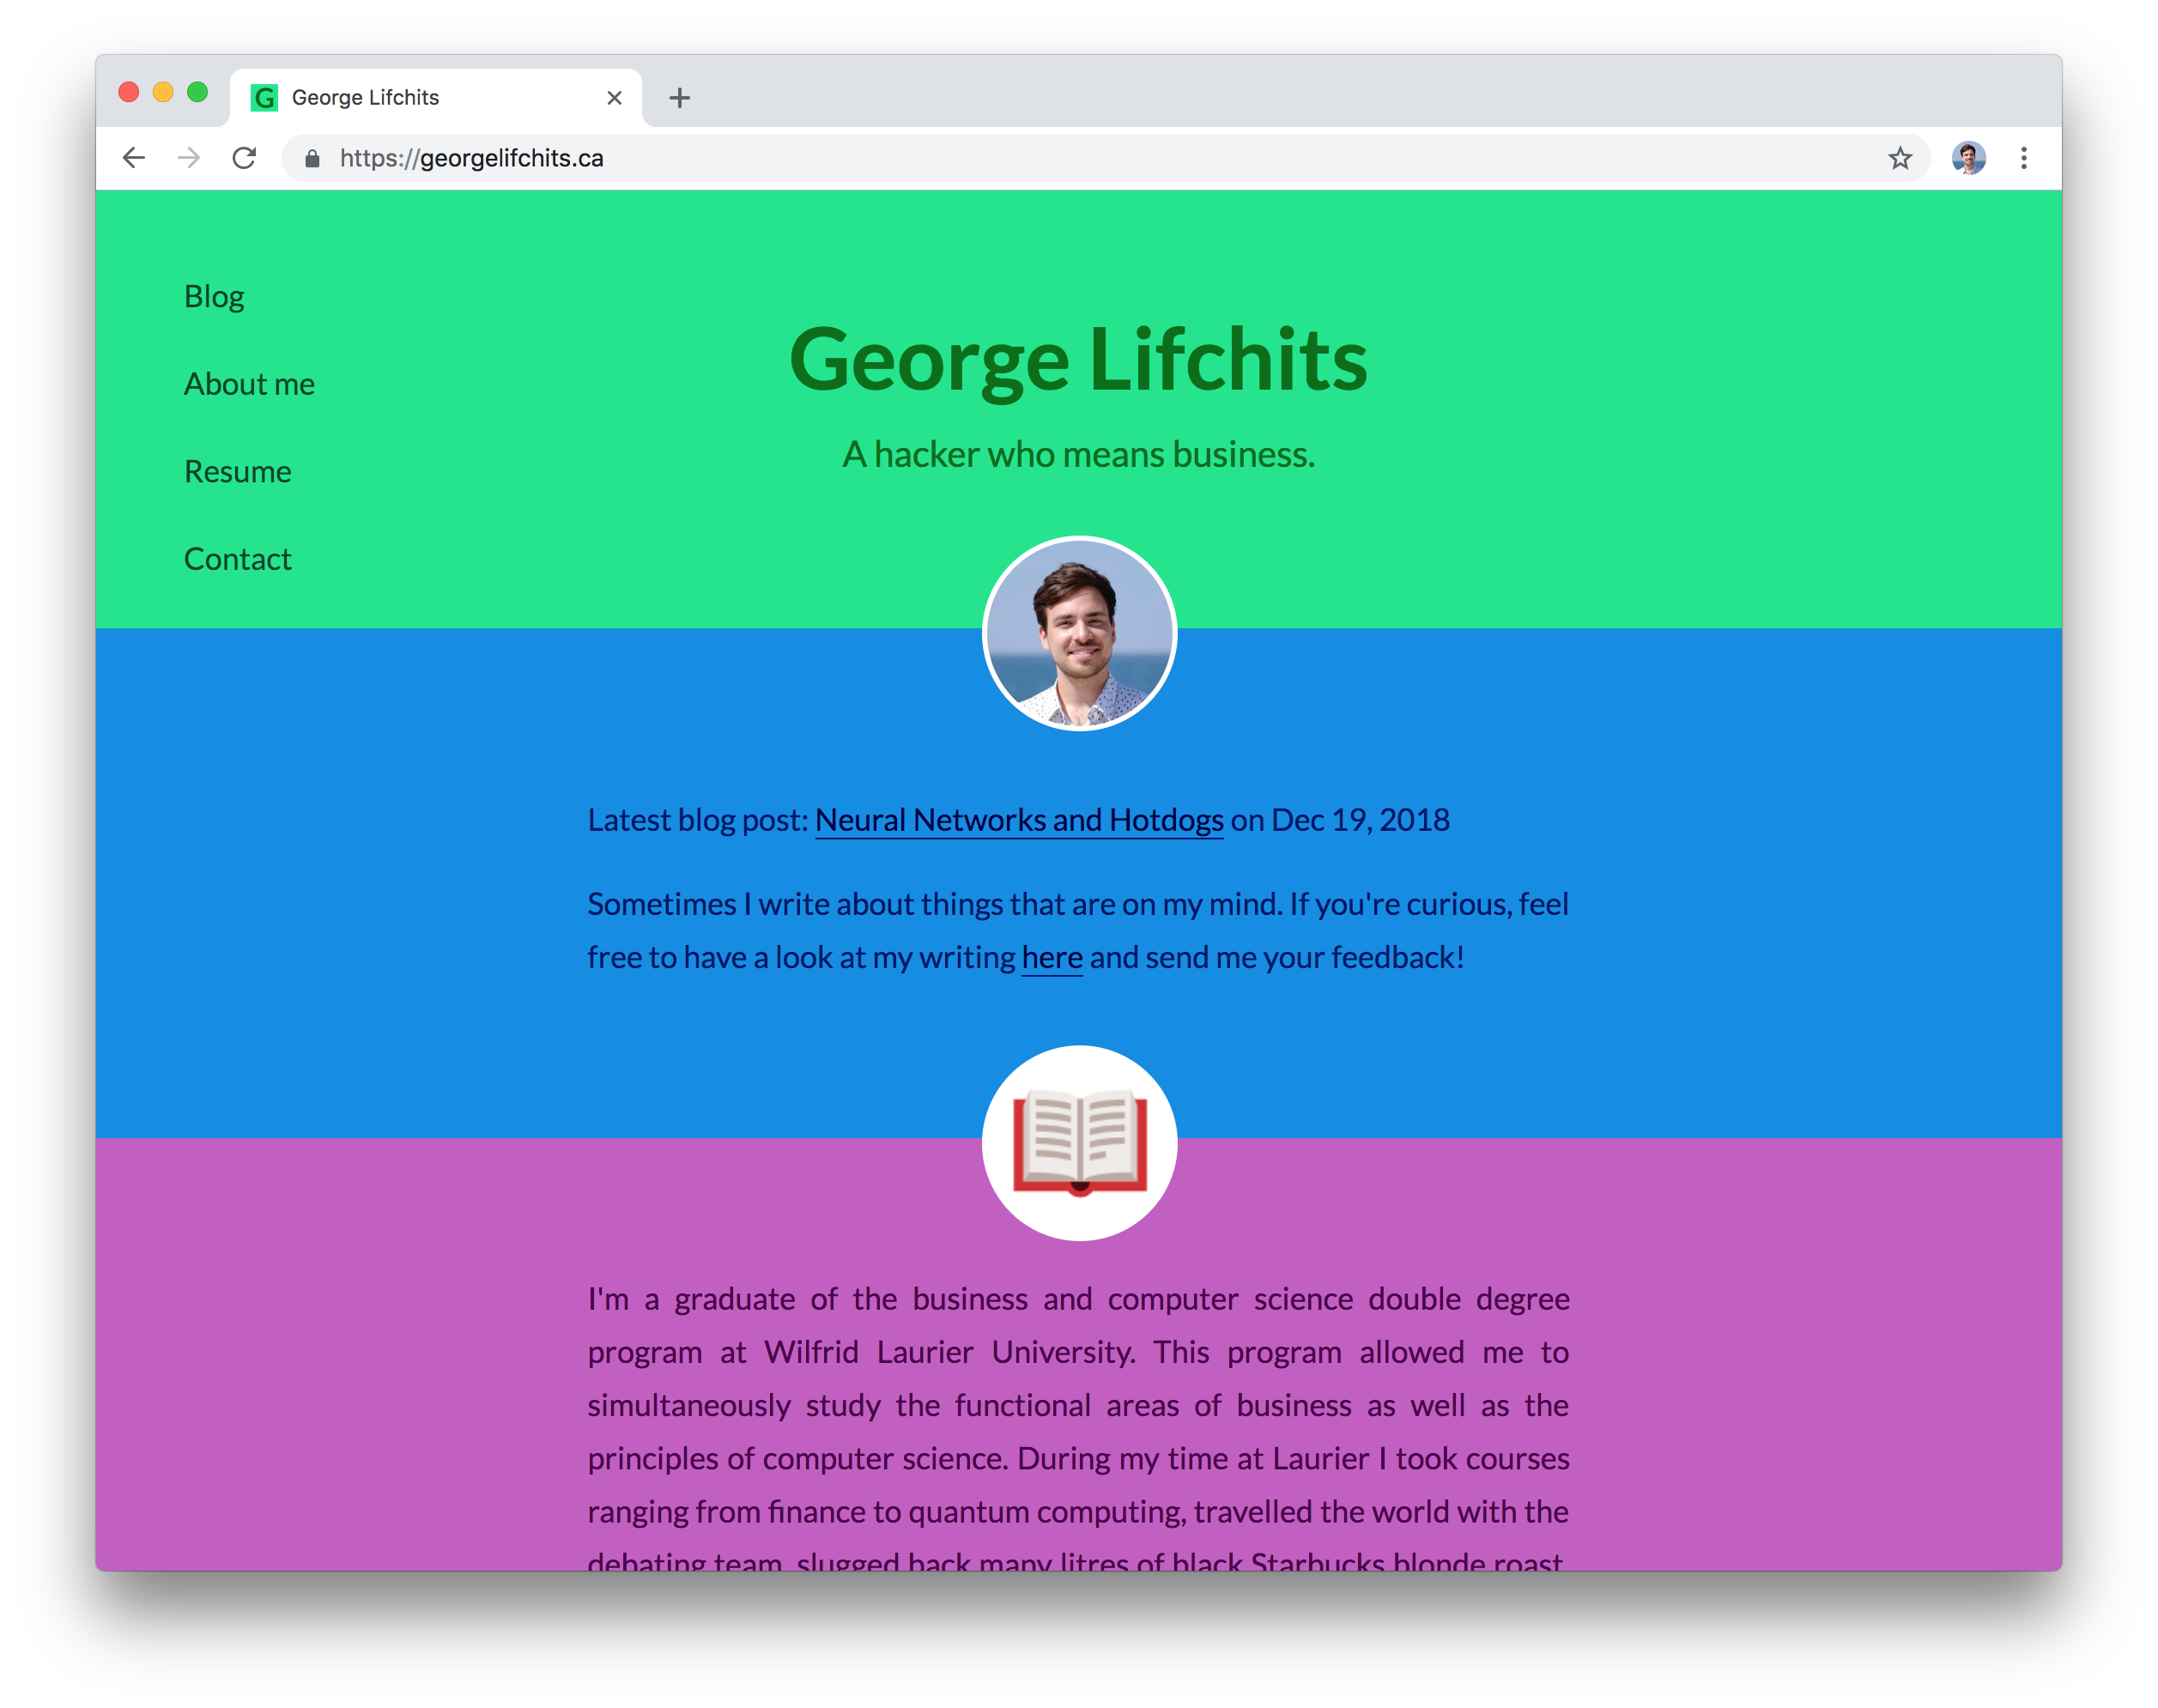 G George Lifchits
https://georgelifchits.ca
Blog
About me
Resume
Contact
George Lifchits
A hacker who means business.
Latest blog post: Neural Networks and Hotdogs on Dec 19, 2018
Sometimes I write about things that are on my mind. If you're curious, feel
free to have a look at my writing here and send me your feedback!
I'm a graduate of the business and computer science double degree
program at Wilfrid Laurier University. This program allowed me to
simultaneously study the functional areas of business as well as the
principles of computer science. During my time at Laurier I took courses
ranging from finance to quantum computing, travelled the world with the
debating team, slugged back many litres of black Starbucks blonde roast,